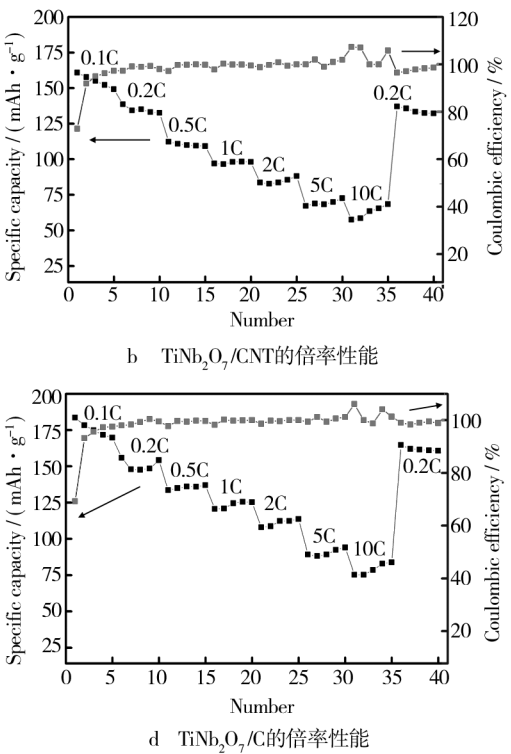 200
175
150
125
100
75
50
25
Specific capacity / ( mAh · g⁻¹)
120
100
80
60
40
20
Coulombic efficiency / %
0.1C
0.2C
0.5C
1C
2C
5C
10C
0.2C
0 5 10 15 20 25 30 35 40
Number
b TiNb₂O₇/CNT的倍率性能
200
175
150
125
100
75
50
25
Specific capacity / ( mAh · g⁻¹)
100
80
60
40
20
Coulombic efficiency / %
0.1C
0.2C
0.5C
1C
2C
5C
10C
0.2C
0 5 10 15 20 25 30 35 40
Number
d TiNb₂O₇/C的倍率性能